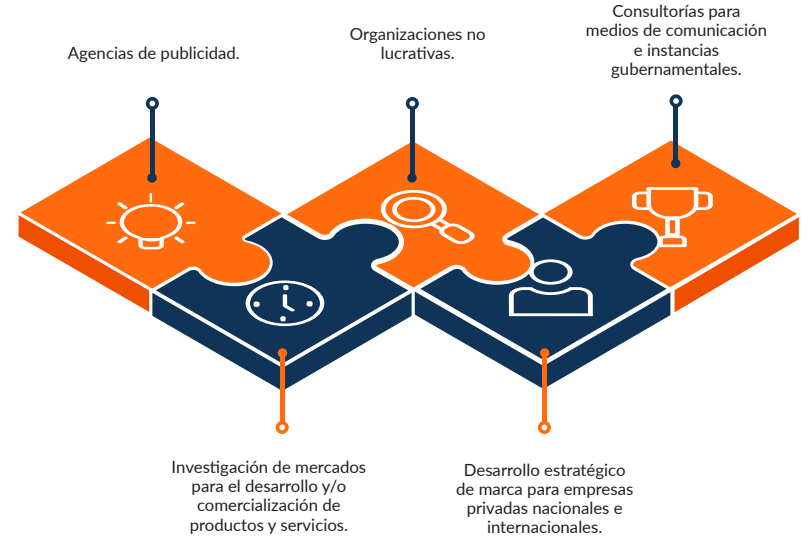 Agencias de publicidad.
Organizaciones no
lucrativas.
Consultorías para
medios de comunicación
e instancias
gubernamentales.
Investigación de mercados
para el desarrollo y/o
comercialización de
productos y servicios.
Desarrollo estratégico
de marca para empresas
privadas nacionales e
internacionales.